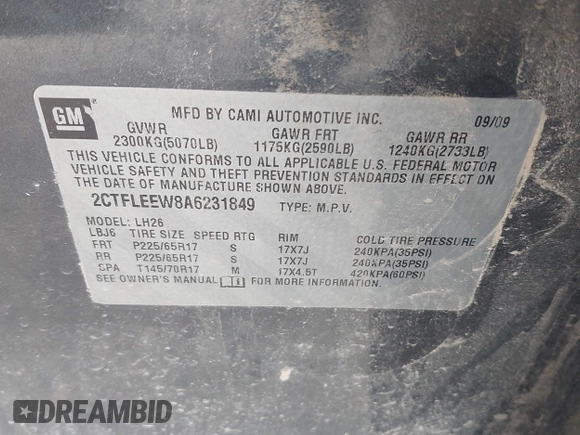 GM
MFD BY CAMI AUTOMOTIVE INC. 09/09
GVWR GAWR FRT GAWR RR
2300KG(5070LB) 1175KG(2590LB) 1240KG(2733LB)
THIS VEHICLE CONFORMS TO ALL APPLICABLE U.S. FEDERAL MOTOR
VEHICLE SAFETY AND THEFT PREVENTION STANDARDS IN EFFECT ON
THE DATE OF MANUFACTURE SHOWN ABOVE.
2CTFLEEW8A6231849 TYPE: M.P.V.
MODEL: LH26
LBJ6 TIRE SIZE SPEED RTG RIM COLD TIRE PRESSURE
FRT P225/65R17 S 17X7J 240KPA(35PSI)
RR P225/65R17 S 17X7J 240KPA(35PSI)
SPA T145/70R17 M 17X4.5T 420KPA(60PSI)
SEE OWNER'S MANUAL FOR MORE INFORMATION.
DREAMBID